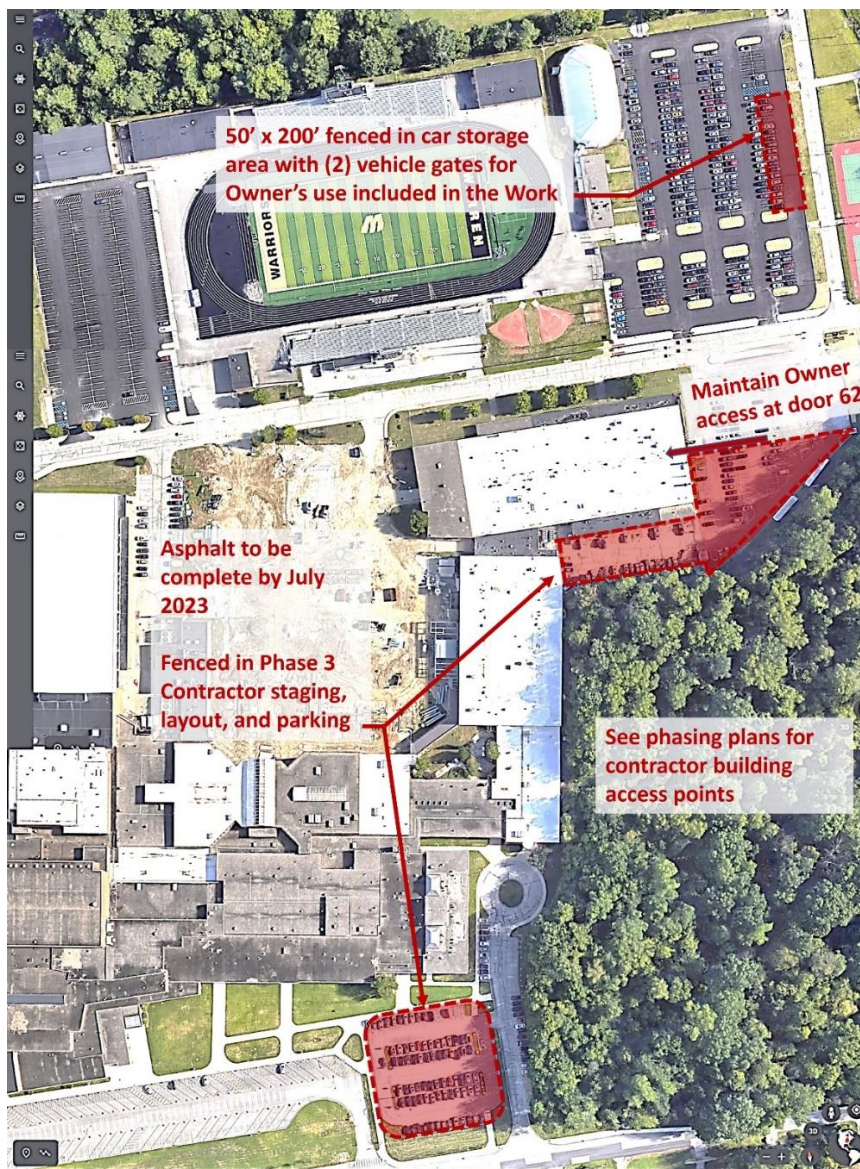 50' x 200' fenced in car storage
area with (2) vehicle gates for
Owner's use included in the Work
WARRIORS
W
Maintain Owner
access at door 62
Asphalt to be
complete by July
2023
Fenced in Phase 3
Contractor staging,
layout, and parking
See phasing plans for
contractor building
access points
3D